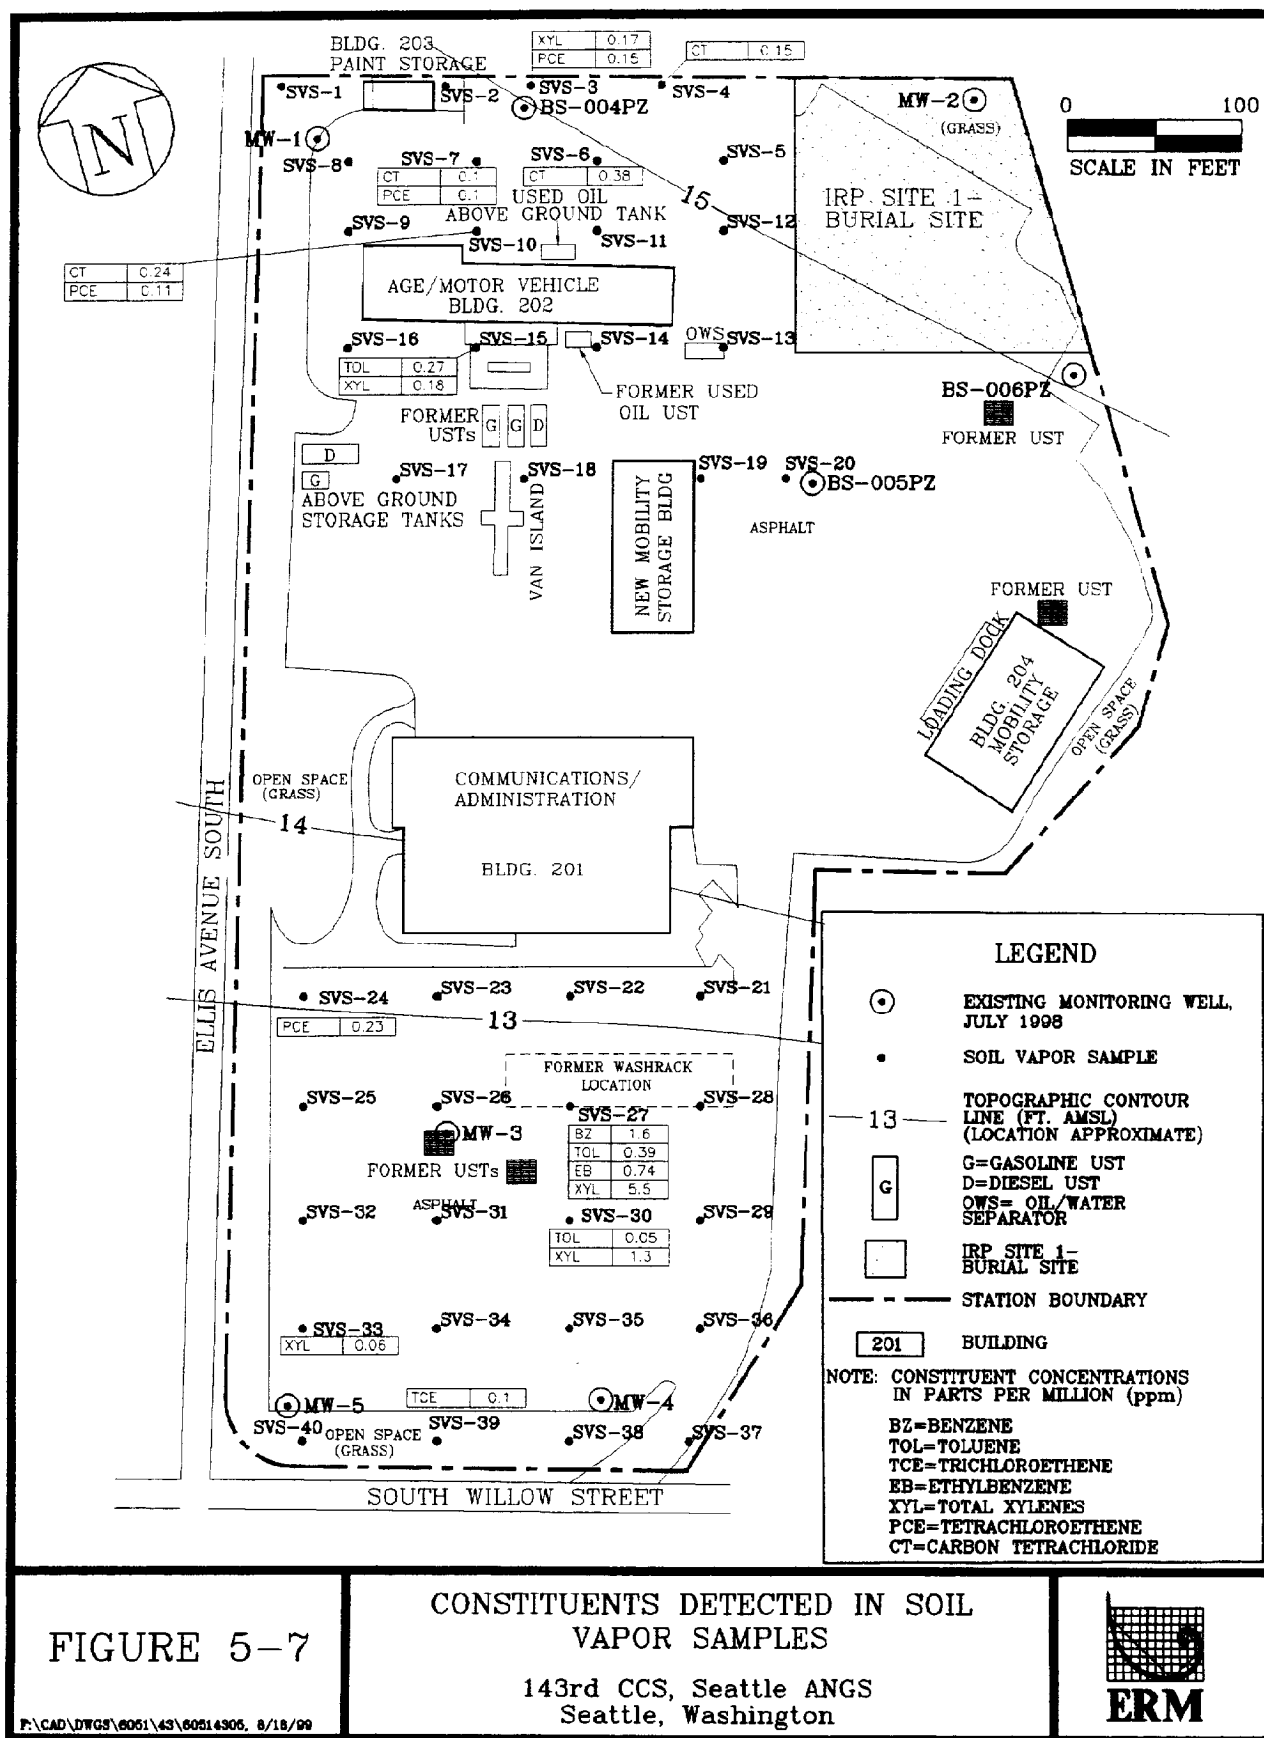 BLDG. 203
PAINT STORAGE
XYL 0.17
PCE 0.15
CT 0.15
N
SVS-1
SVS-2
SVS-3
SVS-4
BS-004PZ
MW-2
(GRASS)
0 100
SCALE IN FEET
MW-1
SVS-8
SVS-7
SVS-6
SVS-5
CT 0.1
PCE 0.1
CT 0.38
USED OIL
ABOVE GROUND TANK
15
IRP SITE 1-
BURIAL SITE
SVS-9
SVS-10
SVS-11
SVS-12
CT 0.24
PCE 0.11
AGE/MOTOR VEHICLE
BLDG. 202
SVS-16
SVS-15
SVS-14
OWS
SVS-13
TOL 0.27
XYL 0.18
FORMER USED
OIL UST
FORMER
USTs
G G D
BS-006PZ
FORMER UST
D
G
ABOVE GROUND
STORAGE TANKS
SVS-17
SVS-18
VAN ISLAND
NEW MOBILITY
STORAGE BLDG
SVS-19
SVS-20
BS-005PZ
ASPHALT
FORMER UST
LOADING DOCK
BLDG. 204
MOBILITY
STORAGE
OPEN SPACE
(GRASS)
ELLIS AVENUE SOUTH
OPEN SPACE
(GRASS)
14
COMMUNICATIONS/
ADMINISTRATION
BLDG. 201
SVS-24
SVS-23
SVS-22
SVS-21
PCE 0.23
13
FORMER WASHRACK
LOCATION
SVS-25
SVS-26
SVS-27
SVS-28
BZ 1.6
TOL 0.39
EB 0.74
XYL 5.5
MW-3
FORMER USTs
ASPHALT
SVS-32
SVS-31
SVS-30
SVS-29
TOL 0.05
XYL 1.3
SVS-33
SVS-34
SVS-35
SVS-36
XYL 0.06
TCE 0.1
MW-5
MW-4
SVS-40
SVS-39
SVS-38
SVS-37
OPEN SPACE
(GRASS)
SOUTH WILLOW STREET
LEGEND
EXISTING MONITORING WELL,
JULY 1998
SOIL VAPOR SAMPLE
13
TOPOGRAPHIC CONTOUR
LINE (FT. AMSL)
(LOCATION APPROXIMATE)
G
G=GASOLINE UST
D=DIESEL UST
OWS= OIL/WATER
SEPARATOR
IRP SITE 1-
BURIAL SITE
STATION BOUNDARY
201 BUILDING
NOTE: CONSTITUENT CONCENTRATIONS
IN PARTS PER MILLION (ppm)
BZ=BENZENE
TOL=TOLUENE
TCE=TRICHLOROETHENE
EB=ETHYLBENZENE
XYL=TOTAL XYLENES
PCE=TETRACHLOROETHENE
CT=CARBON TETRACHLORIDE
FIGURE 5-7
F:\CAD\DWGS\6051\43\60514305, 8/18/99
CONSTITUENTS DETECTED IN SOIL
VAPOR SAMPLES
143rd CCS, Seattle ANGS
Seattle, Washington
ERM